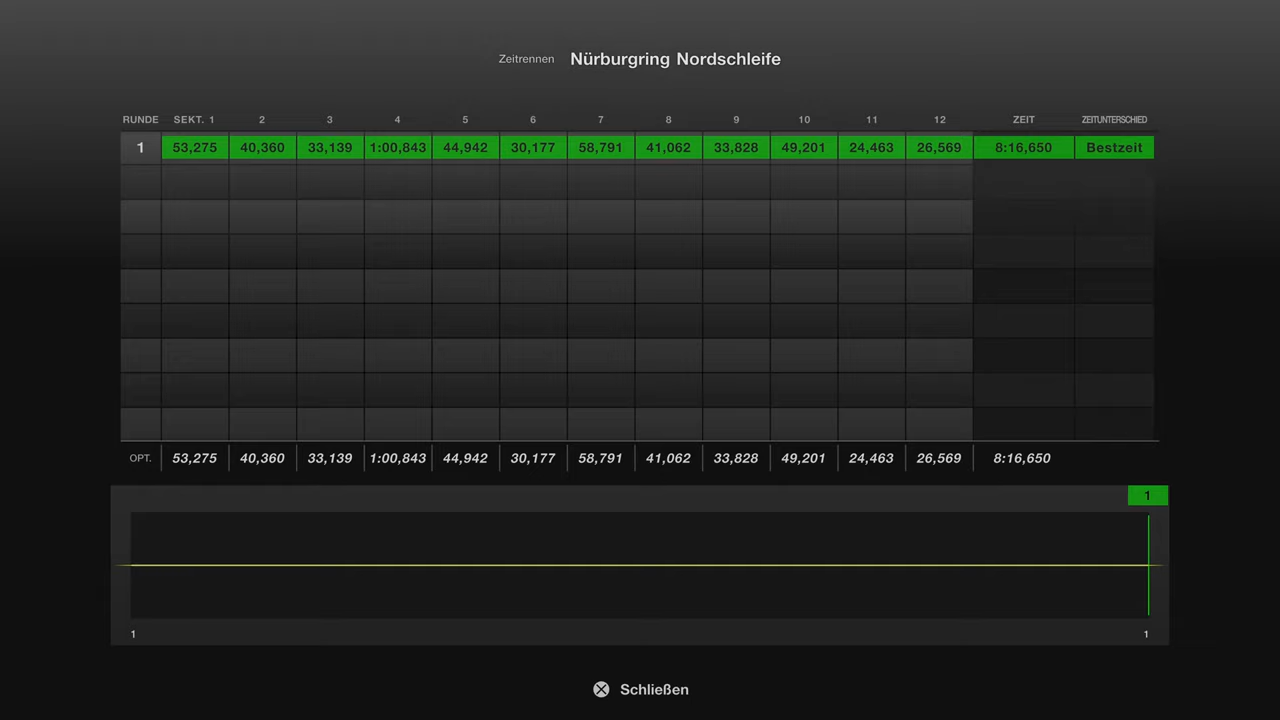 Zeitrennen Nürburgring Nordschleife
RUNDE SEKT. 1 2 3 4 5 6 7 8 9 10 11 12 ZEIT ZEITUNTERSCHIED
1 53,275 40,360 33,139 1:00,843 44,942 30,177 58,791 41,062 33,828 49,201 24,463 26,569 8:16,650 Bestzeit
OPT. 53,275 40,360 33,139 1:00,843 44,942 30,177 58,791 41,062 33,828 49,201 24,463 26,569 8:16,650
1
1 1
Schließen